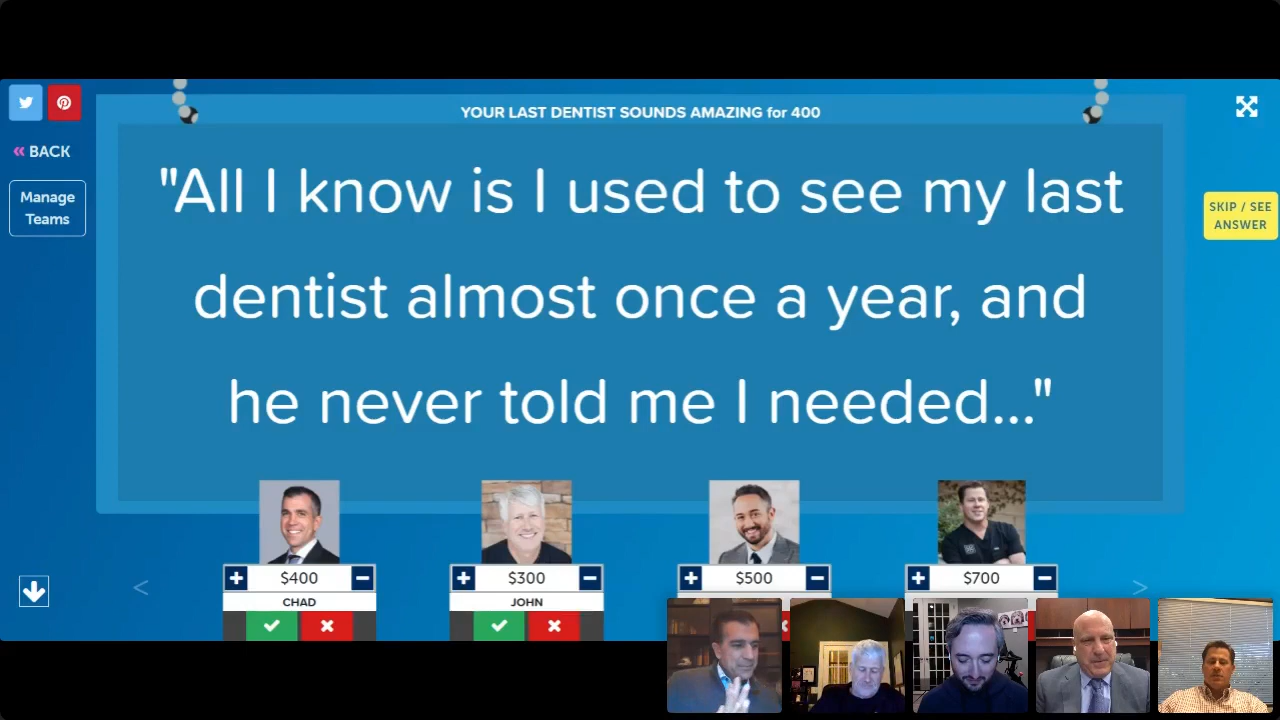 YOUR LAST DENTIST SOUNDS AMAZING for 400
« BACK
Manage
Teams
SKIP / SEE
ANSWER
"All I know is I used to see my last
dentist almost once a year, and
he never told me I needed..."
+ $400 −
+ $300 −
+ $500 −
+ $700 −
CHAD
JOHN